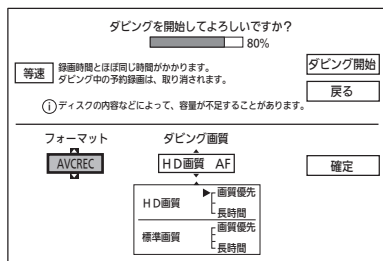 ダビングを開始してよろしいですか？
80%
等速
録画時間とほぼ同じ時間がかかります。
ダビング中の予約録画は、取り消されます。
ダビング開始
戻る
ⓘディスクの内容などによって、容量が不足することがあります。
フォーマット
ダビング画質
AVCREC
HD画質 AF
確定
HD画質
画質優先
長時間
標準画質
画質優先
長時間